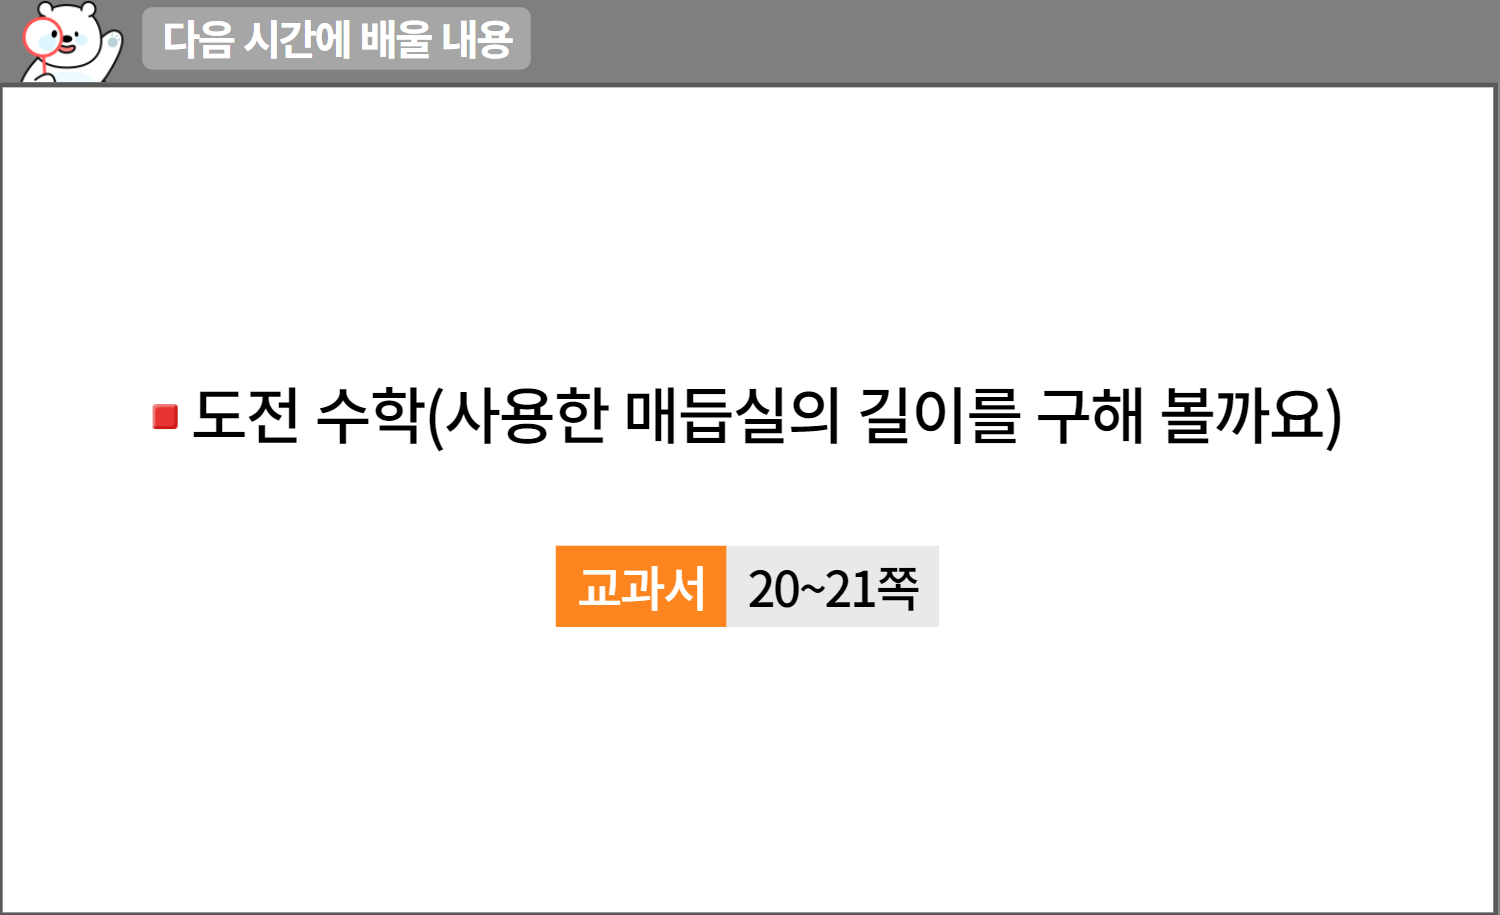 다음 시간에 배울 내용
도전 수학(사용한 매듭실의 길이를 구해 볼까요)
교과서 20~21쪽